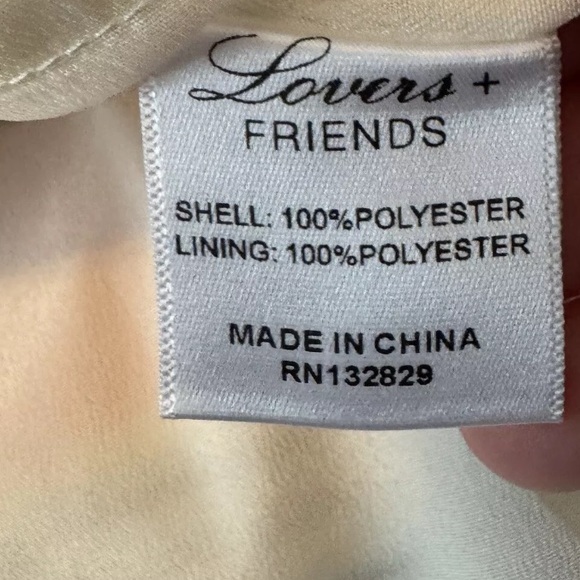 Lovers +
FRIENDS
SHELL: 100%POLYESTER
LINING: 100%POLYESTER
MADE IN CHINA
RN132829